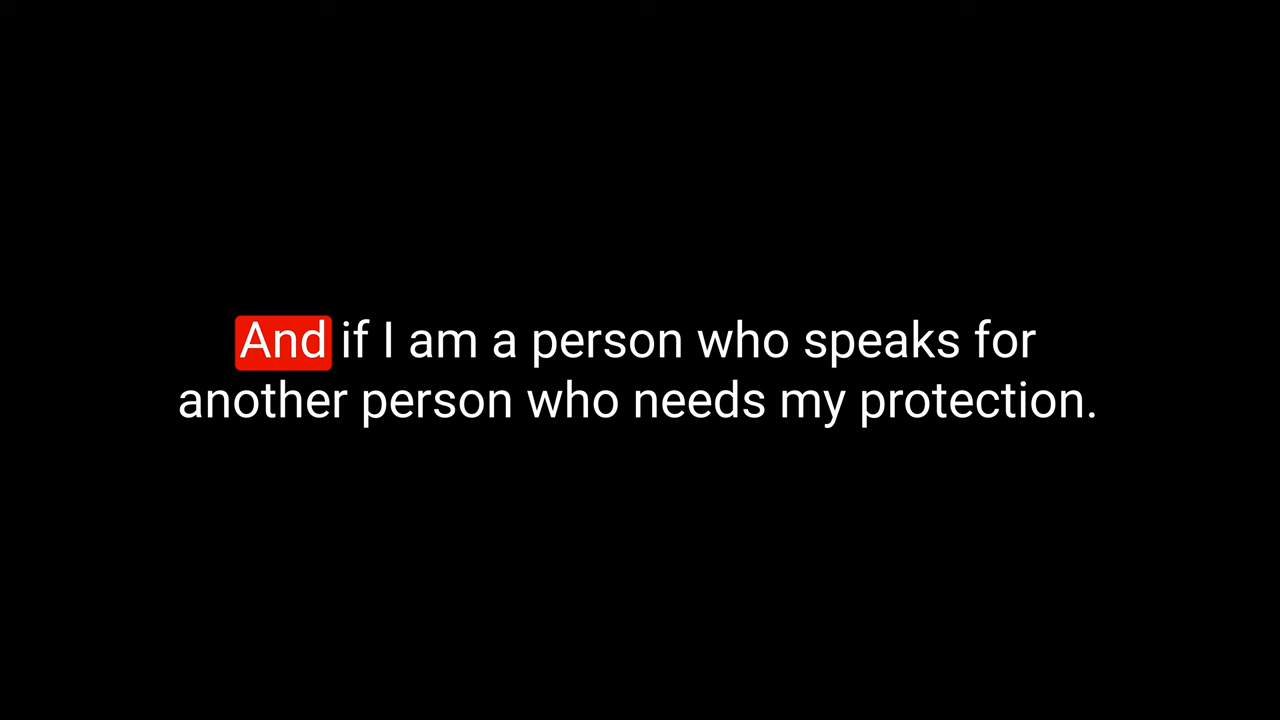 And if I am a person who speaks for
another person who needs my protection.